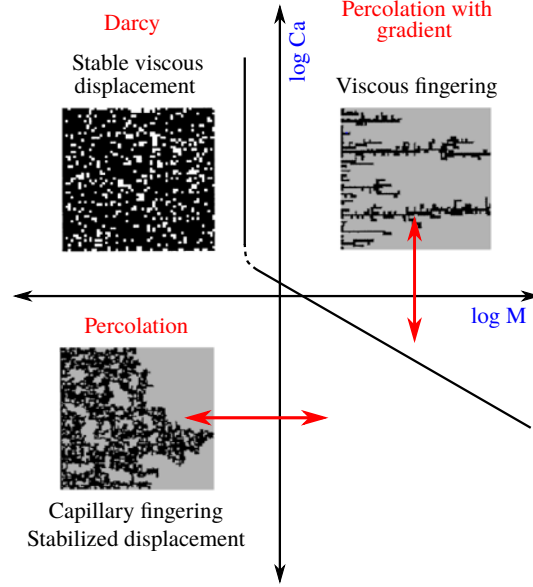 Darcy
Stable viscous
displacement
log Ca
Percolation with
gradient
Viscous fingering
log M
Percolation
Capillary fingering
Stabilized displacement